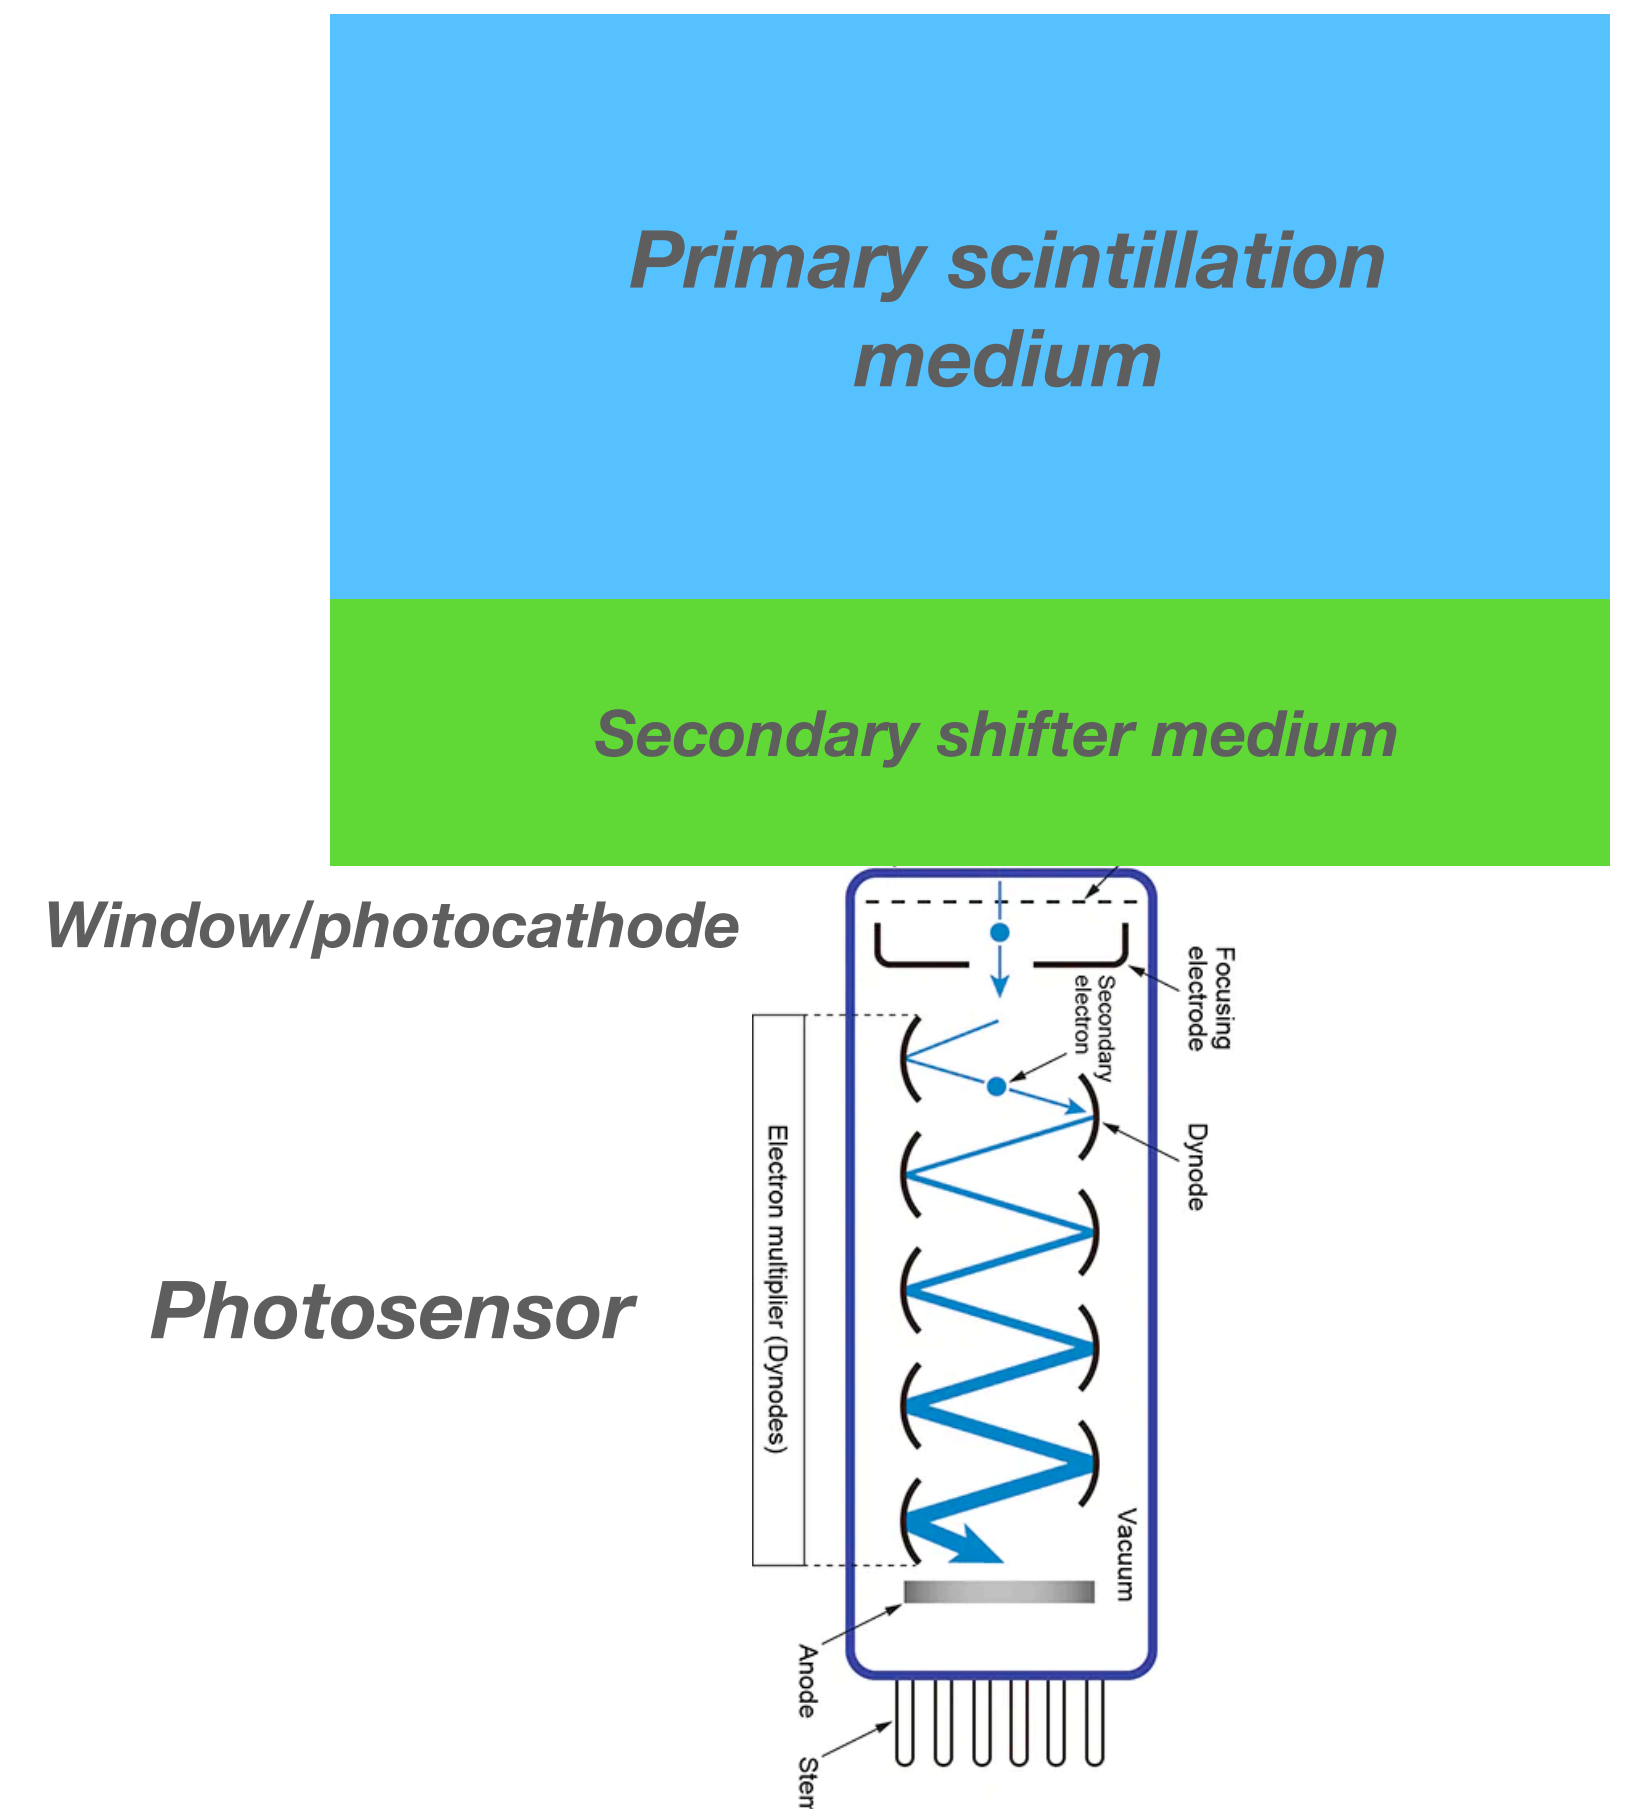 Primary scintillation
medium
Secondary shifter medium
Window/photocathode
Focusing
electrode
Secondary
electron
Dynode
Electron multiplier (Dynodes)
Photosensor
Vacuum
Anode
Stem